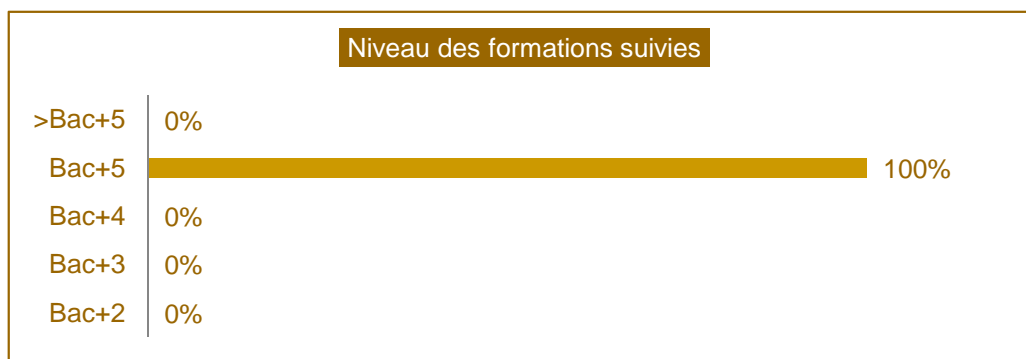 Niveau des formations suivies
>Bac+5 0%
Bac+5 100%
Bac+4 0%
Bac+3 0%
Bac+2 0%